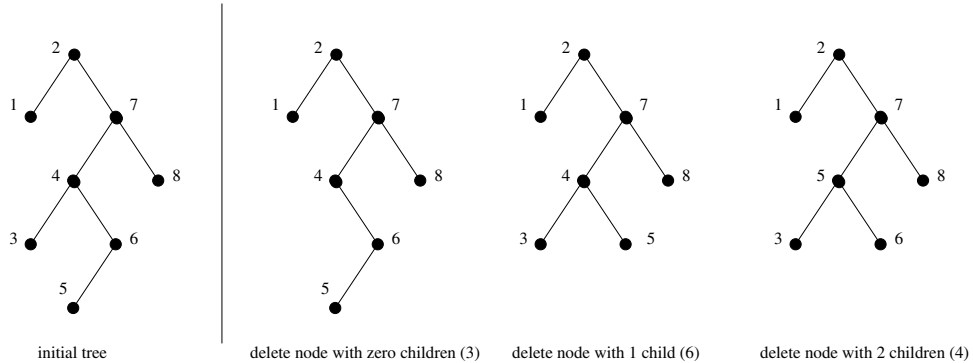 2 2 2 2
1 7 1 7 1 7 1 7
4 8 4 8 4 8 5 8
3 6 6 3 5 3 6
5 5
initial tree delete node with zero children (3) delete node with 1 child (6) delete node with 2 children (4)